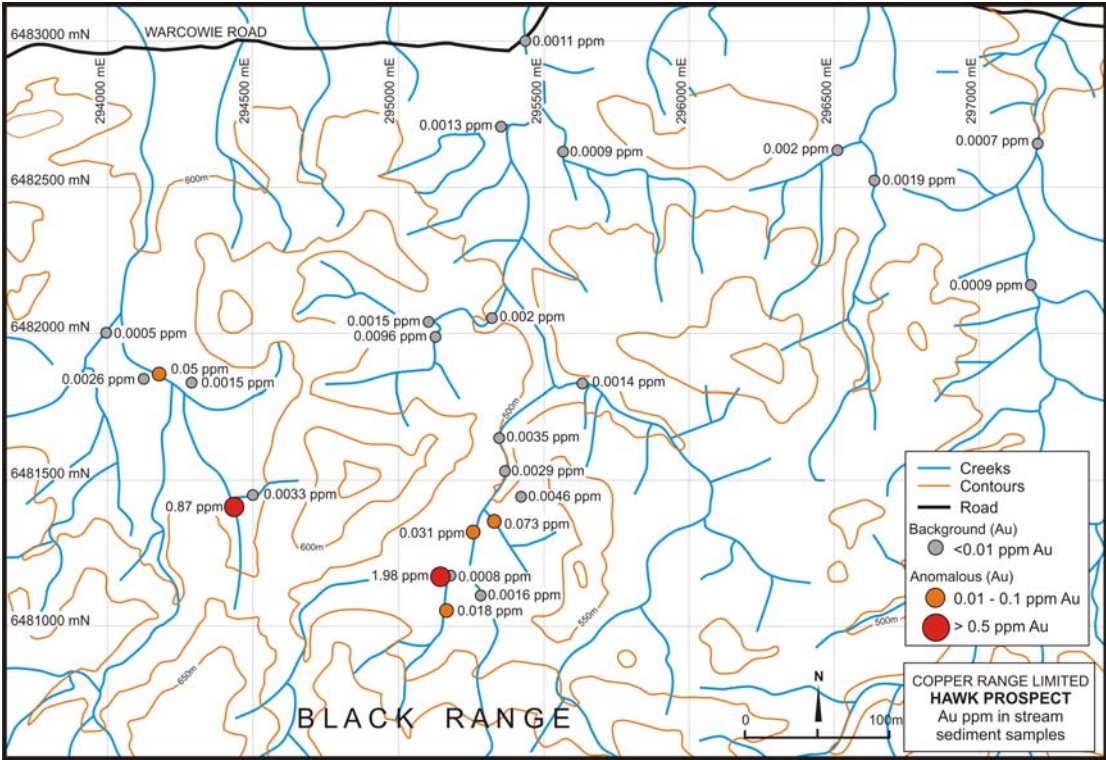 6483000 mN
WARCOWIE ROAD
0.0011 ppm
294000 mE
294500 mE
295000 mE
295500 mE
296000 mE
296500 mE
297000 mE
0.0013 ppm
0.0009 ppm
0.002 ppm
0.0007 ppm
6482500 mN
600m
0.0019 ppm
0.0009 ppm
6482000 mN
0.0005 ppm
0.0015 ppm
0.002 ppm
0.0096 ppm
0.05 ppm
0.0026 ppm
0.0015 ppm
0.0014 ppm
500m
0.0035 ppm
6481500 mN
0.0029 ppm
0.0033 ppm
0.0046 ppm
0.87 ppm
0.073 ppm
0.031 ppm
600m
1.98 ppm
0.0008 ppm
0.0016 ppm
0.018 ppm
6481000 mN
550m
500m
650m
BLACK RANGE
Creeks
Contours
Road
Background (Au)
<0.01 ppm Au
Anomalous (Au)
0.01 - 0.1 ppm Au
> 0.5 ppm Au
N
0
100m
COPPER RANGE LIMITED
HAWK PROSPECT
Au ppm in stream
sediment samples